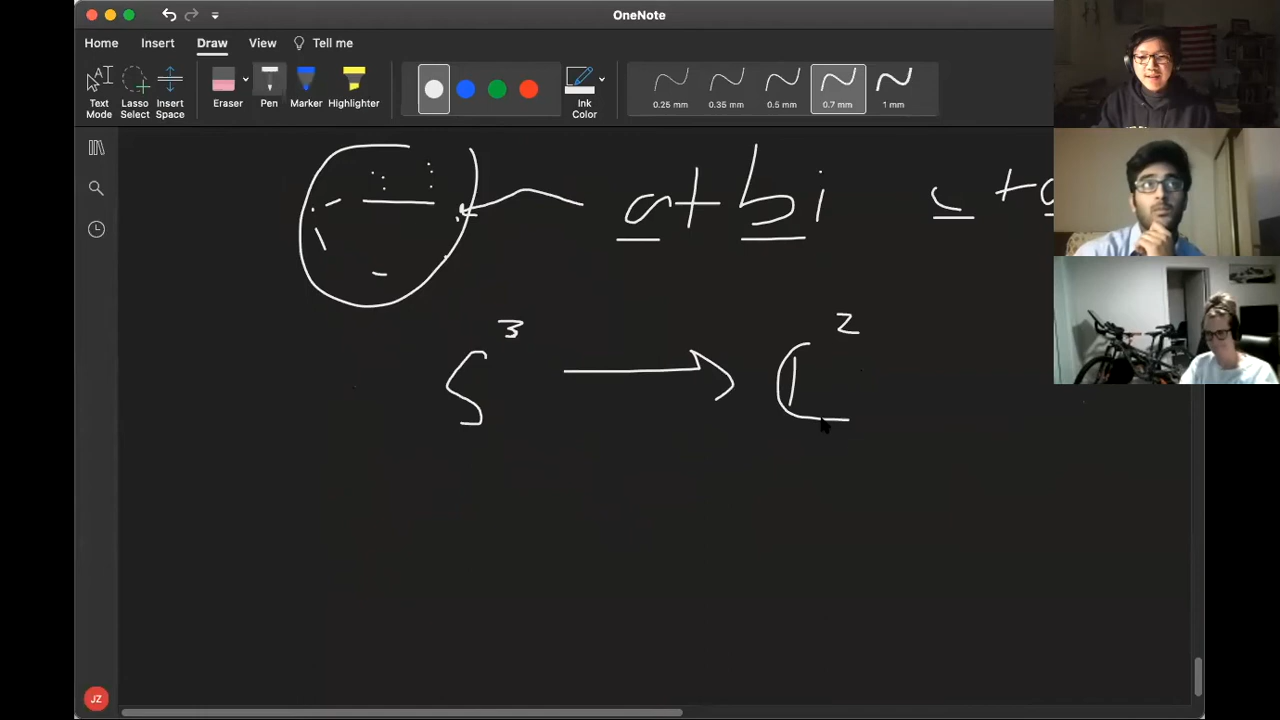 OneNote
Home Insert Draw View Tell me
Text Mode Lasso Select Insert Space Eraser Pen Marker Highlighter Ink Color 0.25 mm 0.35 mm 0.5 mm 0.7 mm 1 mm
a+bi c+
S³ → ℂ²
JZ